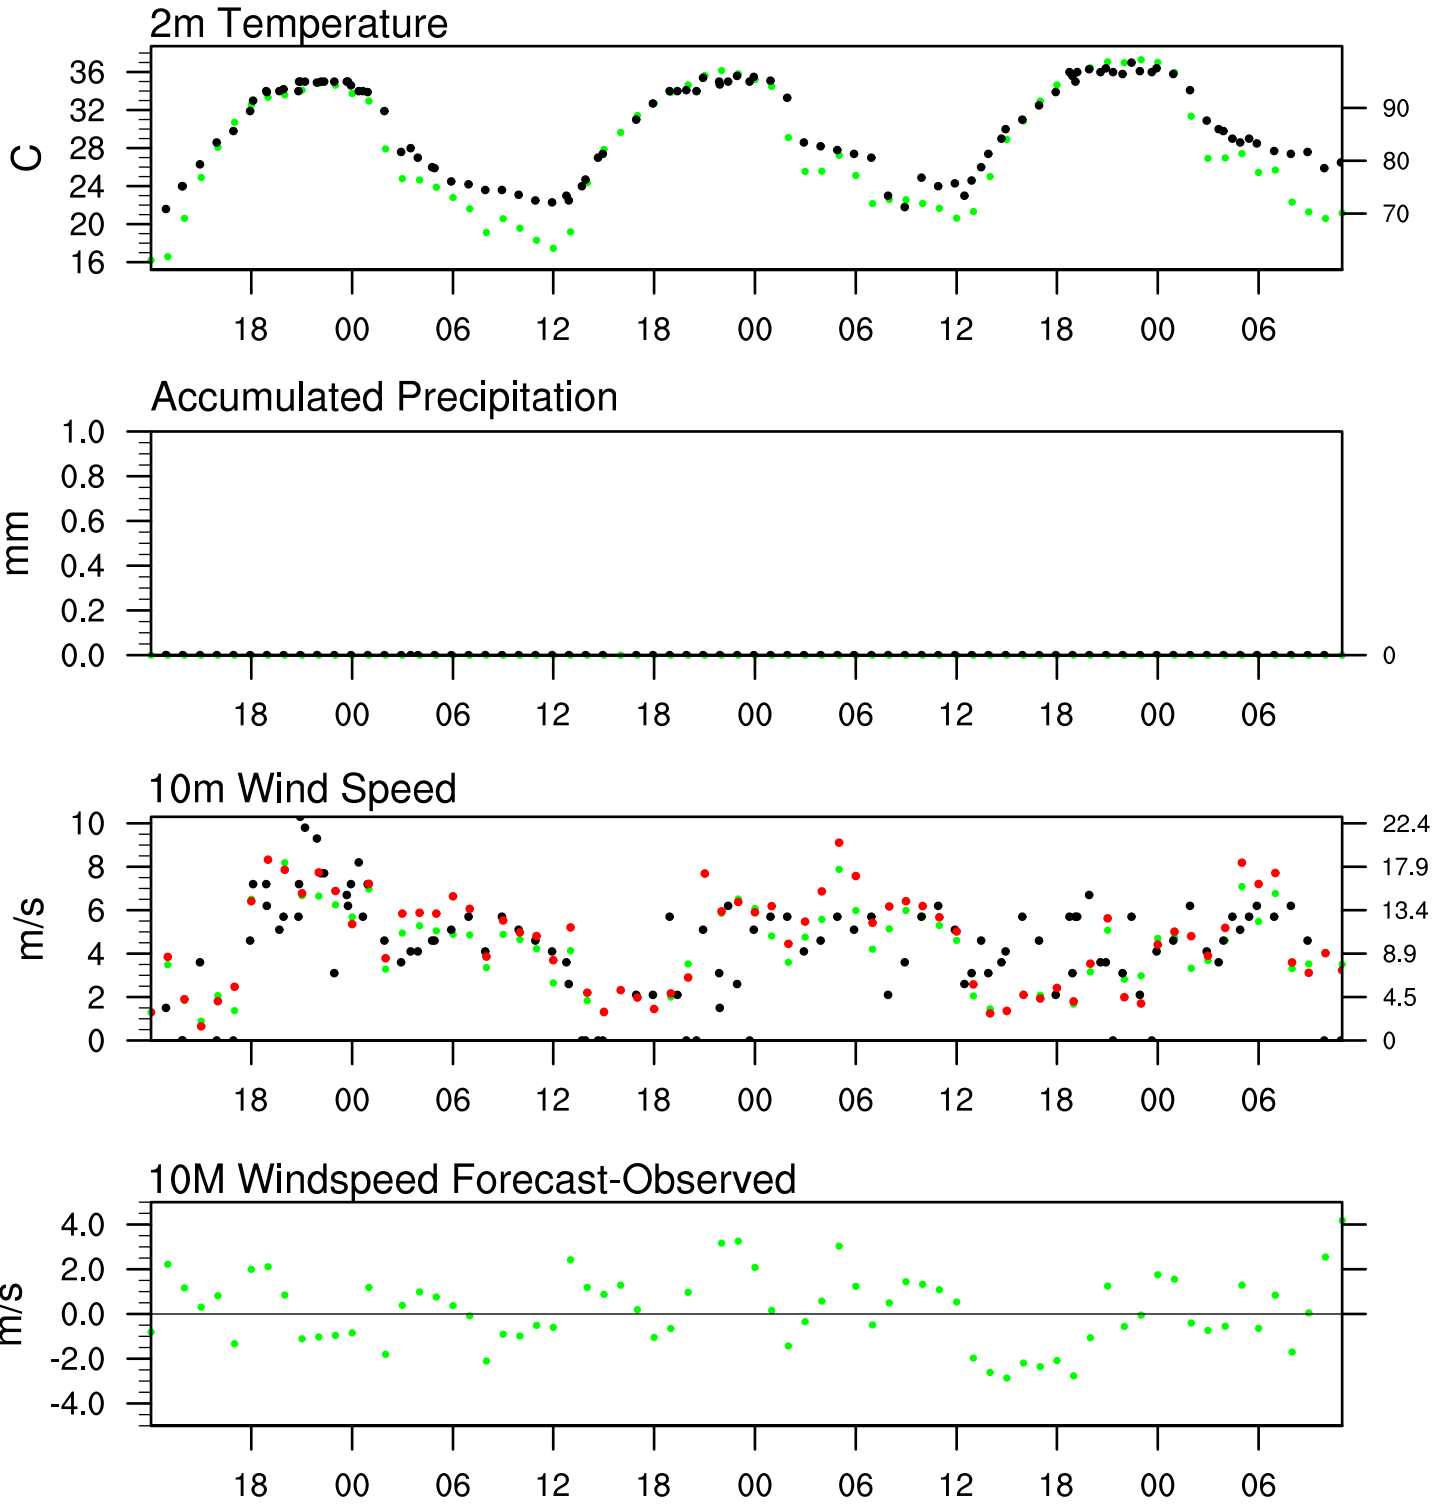 2m Temperature
36
32
28
24
20
16
C
90
80
70
18 00 06 12 18 00 06 12 18 00 06
Accumulated Precipitation
1.0
0.8
0.6
0.4
0.2
0.0
mm
0
18 00 06 12 18 00 06 12 18 00 06
10m Wind Speed
10
8
6
4
2
0
m/s
22.4
17.9
13.4
8.9
4.5
0
18 00 06 12 18 00 06 12 18 00 06
10M Windspeed Forecast-Observed
4.0
2.0
0.0
-2.0
-4.0
m/s
18 00 06 12 18 00 06 12 18 00 06